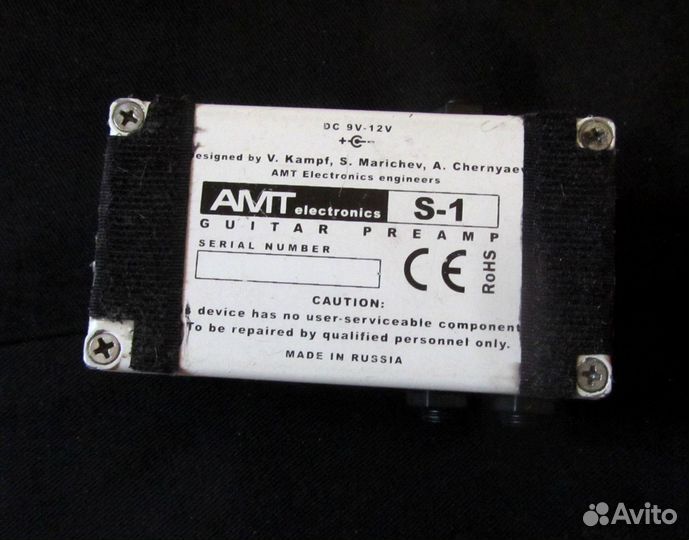 DC 9V-12V
designed by V. Kampf, S. Marichev, A. Chernyaev
AMT Electronics engineers
AMT electronics S-1
GUITAR PREAMP
SERIAL NUMBER
CE RoHS
CAUTION:
device has no user-serviceable component
To be repaired by qualified personnel only.
MADE IN RUSSIA
Avito